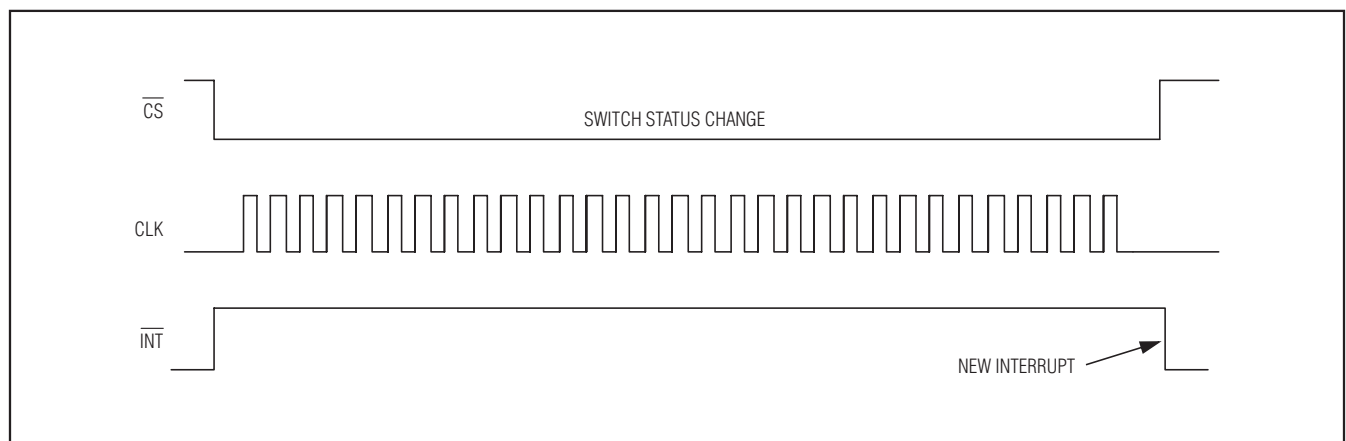 CS
SWITCH STATUS CHANGE
CLK
INT
NEW INTERRUPT